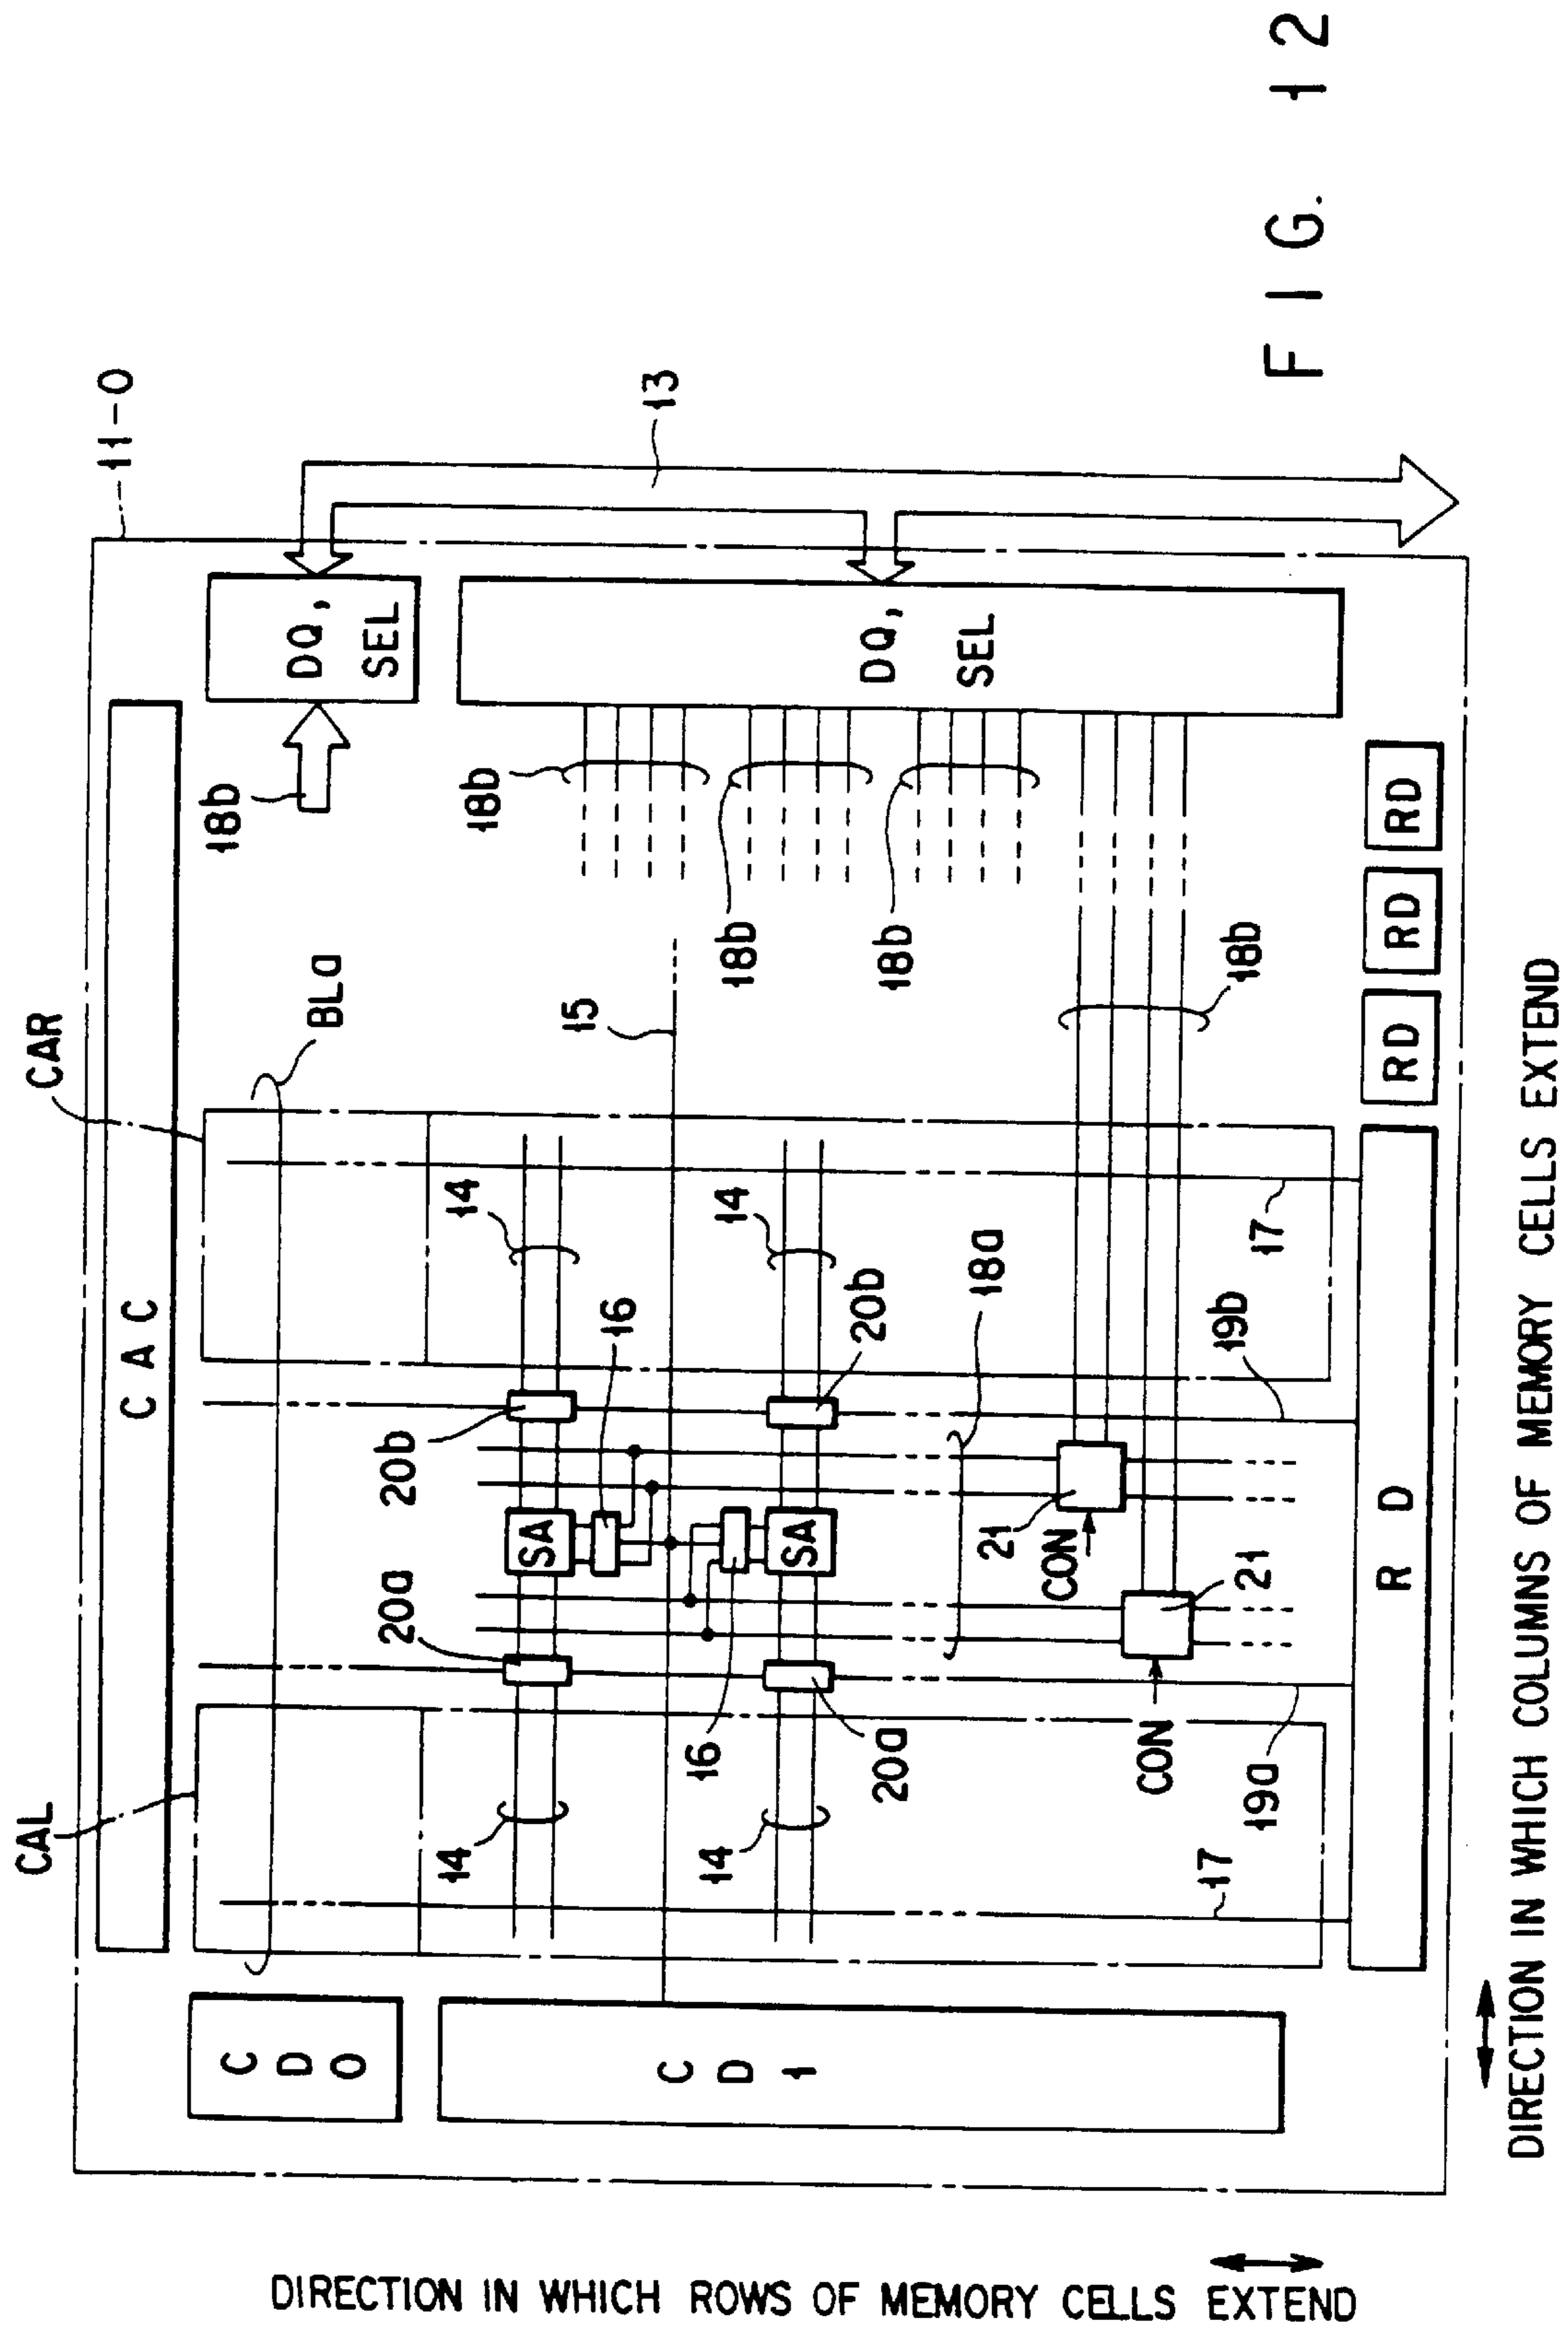 FIG. 12
11-0
13
CAC
DQ,
SEL
DQ,
SEL
18b
18b
18b
18b
18b
RD
RD
RD
CAR
BLa
15
14
14
17
16
20b
18a
19b
20b
SA
SA
21
CON
21
CON
RD
20a
16
20a
19a
CAL
14
14
17
CD0
CD1
DIRECTION IN WHICH COLUMNS OF MEMORY CELLS EXTEND
DIRECTION IN WHICH ROWS OF MEMORY CELLS EXTEND